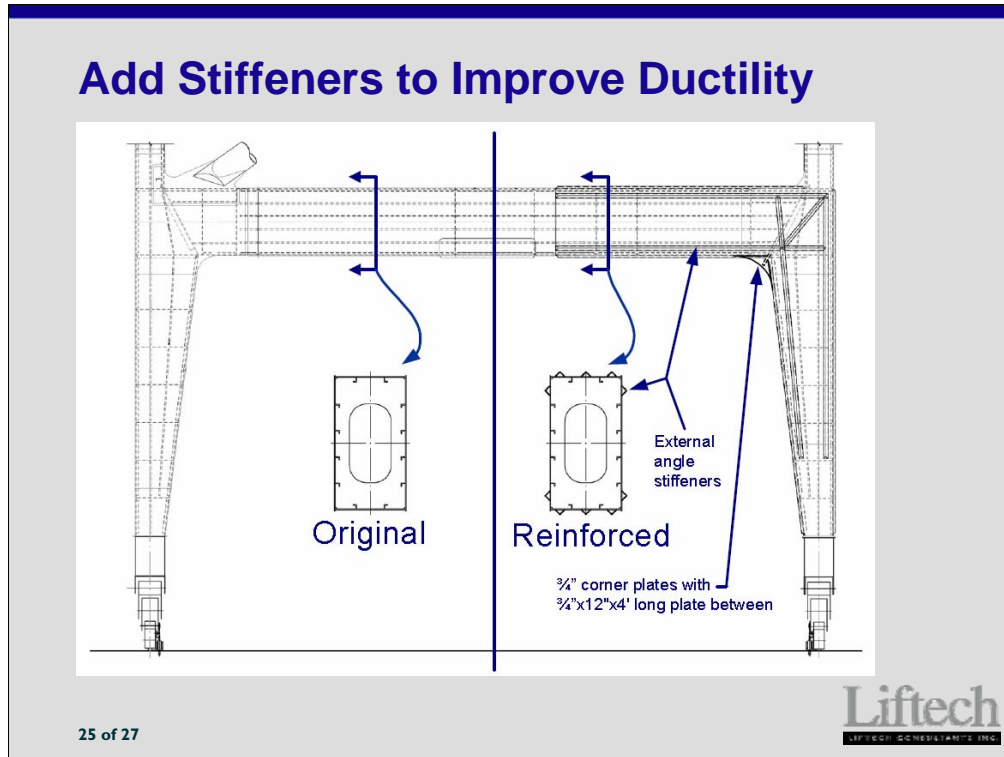 Add Stiffeners to Improve Ductility
External
angle
stiffeners
Original
Reinforced
¾” corner plates with
¾”x12"x4' long plate between
25 of 27
Liftech
LIFTECH CONSULTANTS INC.